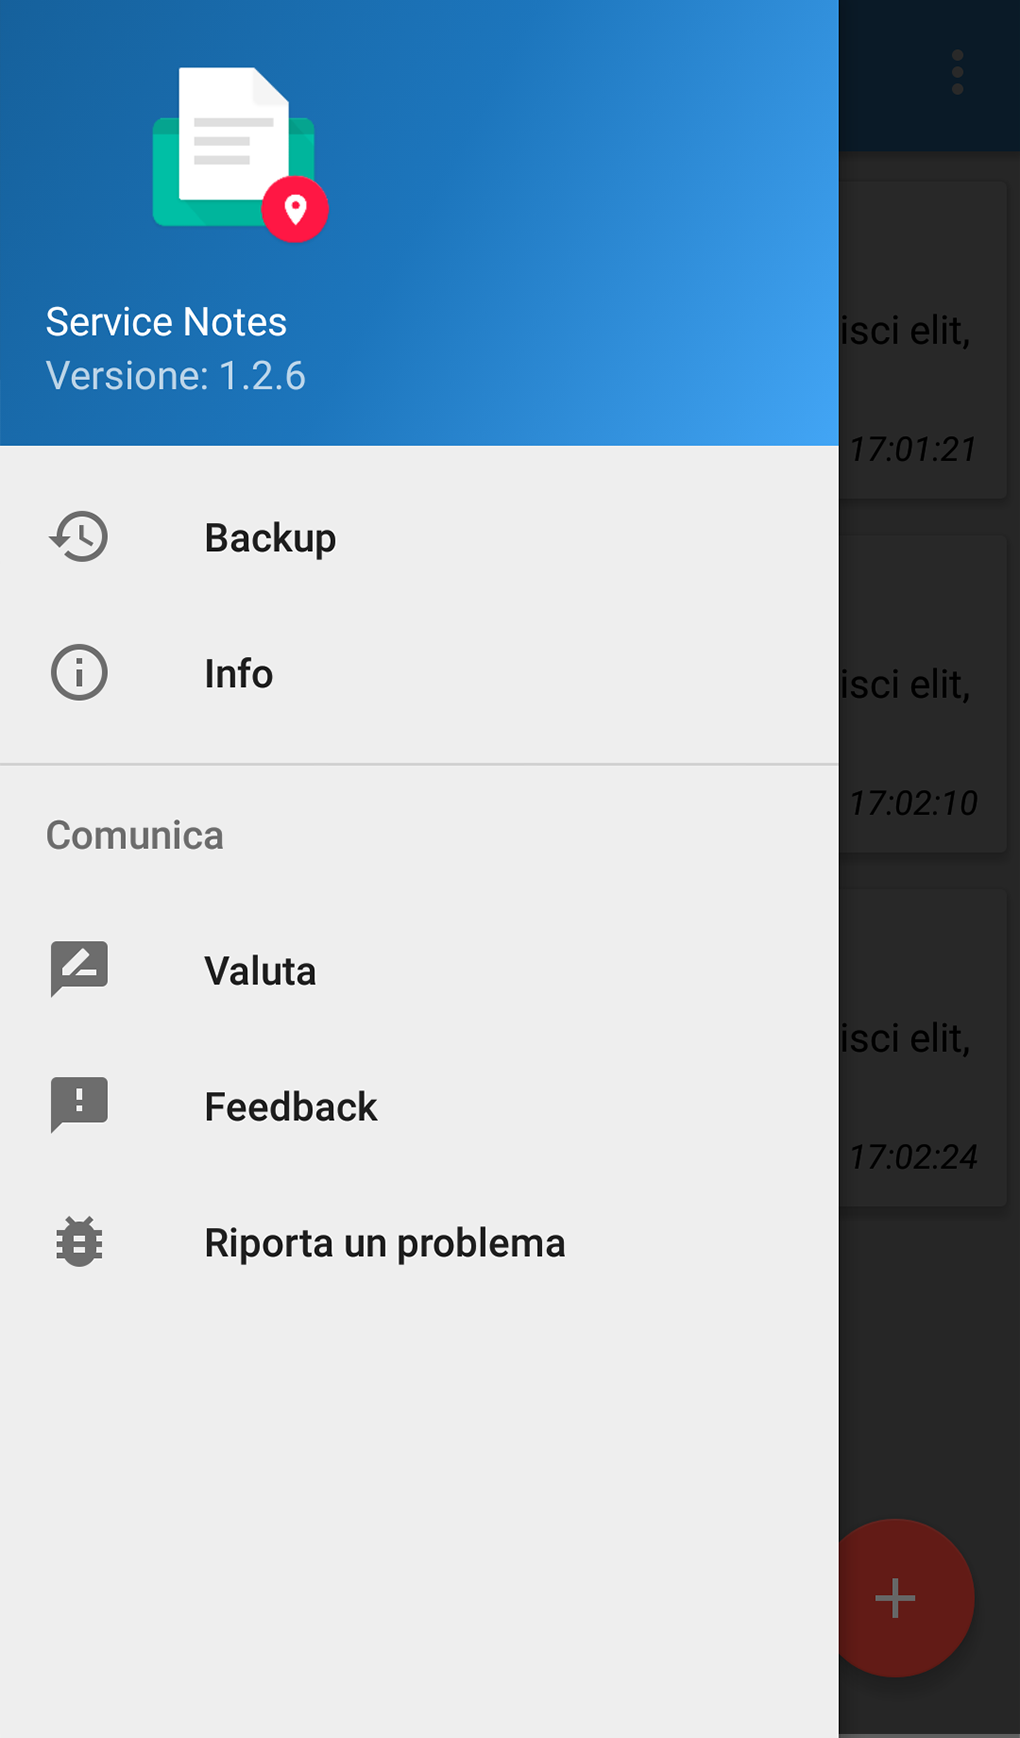 Service Notes
Versione: 1.2.6
Backup
Info
Comunica
Valuta
Feedback
Riporta un problema
isci elit,
17:01:21
isci elit,
17:02:10
isci elit,
17:02:24